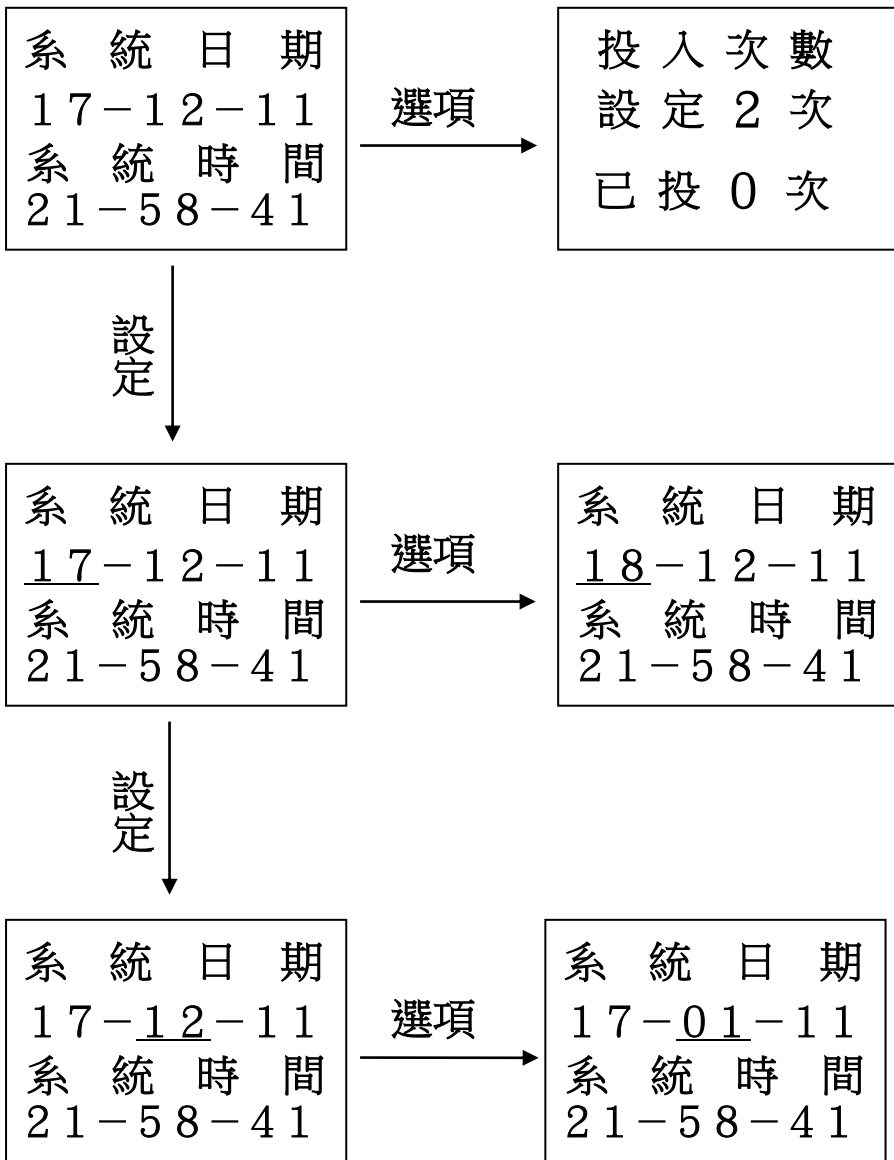 系統日期
17-12-11
系統時間
21-58-41
選項
投入次數
設定2次
已投0次
設定
系統日期
17-12-11
系統時間
21-58-41
選項
系統日期
18-12-11
系統時間
21-58-41
設定
系統日期
17-12-11
系統時間
21-58-41
選項
系統日期
17-01-11
系統時間
21-58-41